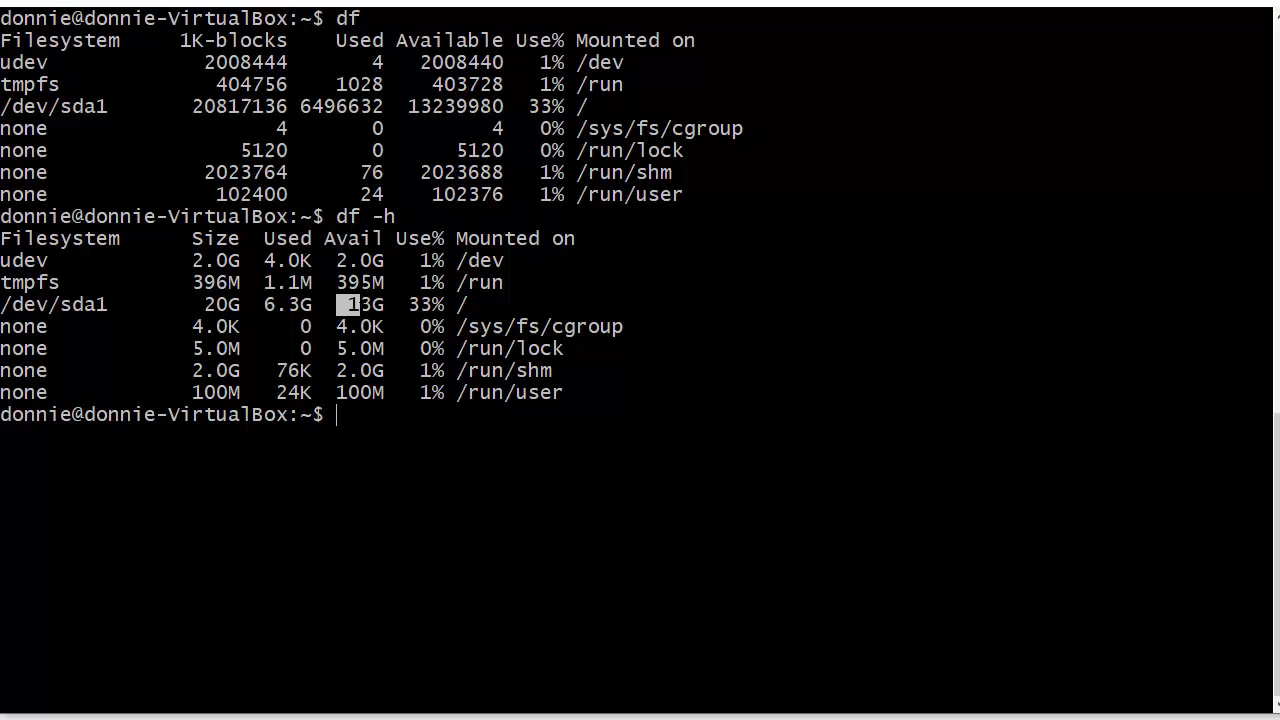 donnie@donnie-VirtualBox:~$ df
Filesystem     1K-blocks    Used Available Use% Mounted on
udev             2008444       4   2008440   1% /dev
tmpfs             404756    1028    403728   1% /run
/dev/sda1       20817136 6496632  13239980  33% /
none                   4       0         4   0% /sys/fs/cgroup
none                5120       0      5120   0% /run/lock
none             2023764      76   2023688   1% /run/shm
none              102400      24    102376   1% /run/user
donnie@donnie-VirtualBox:~$ df -h
Filesystem      Size  Used Avail Use% Mounted on
udev            2.0G  4.0K  2.0G   1% /dev
tmpfs           396M  1.1M  395M   1% /run
/dev/sda1        20G  6.3G   13G  33% /
none            4.0K     0  4.0K   0% /sys/fs/cgroup
none            5.0M     0  5.0M   0% /run/lock
none            2.0G   76K  2.0G   1% /run/shm
none            100M   24K  100M   1% /run/user
donnie@donnie-VirtualBox:~$